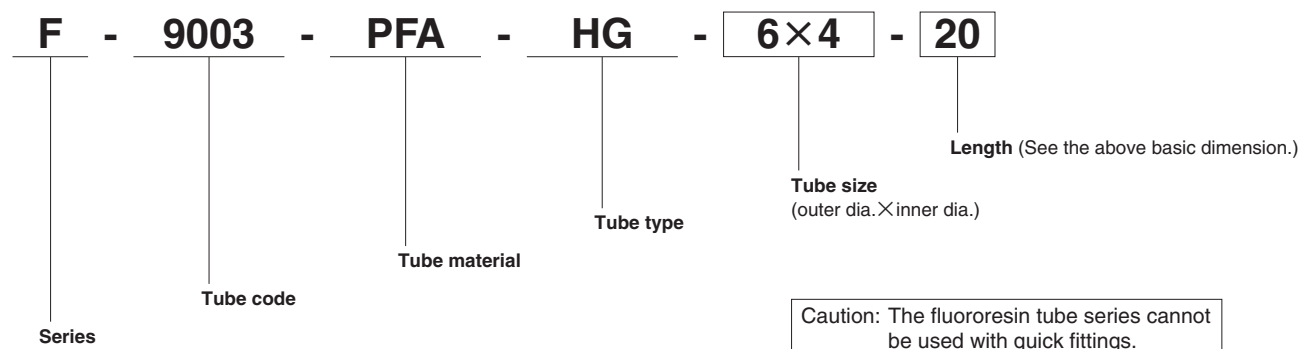 F - 9003 - PFA - HG - 6×4 - 20
Length (See the above basic dimension.)
Tube size
(outer dia.×inner dia.)
Tube type
Tube material
Tube code
Series
Caution: The fluororesin tube series cannot
be used with quick fittings.